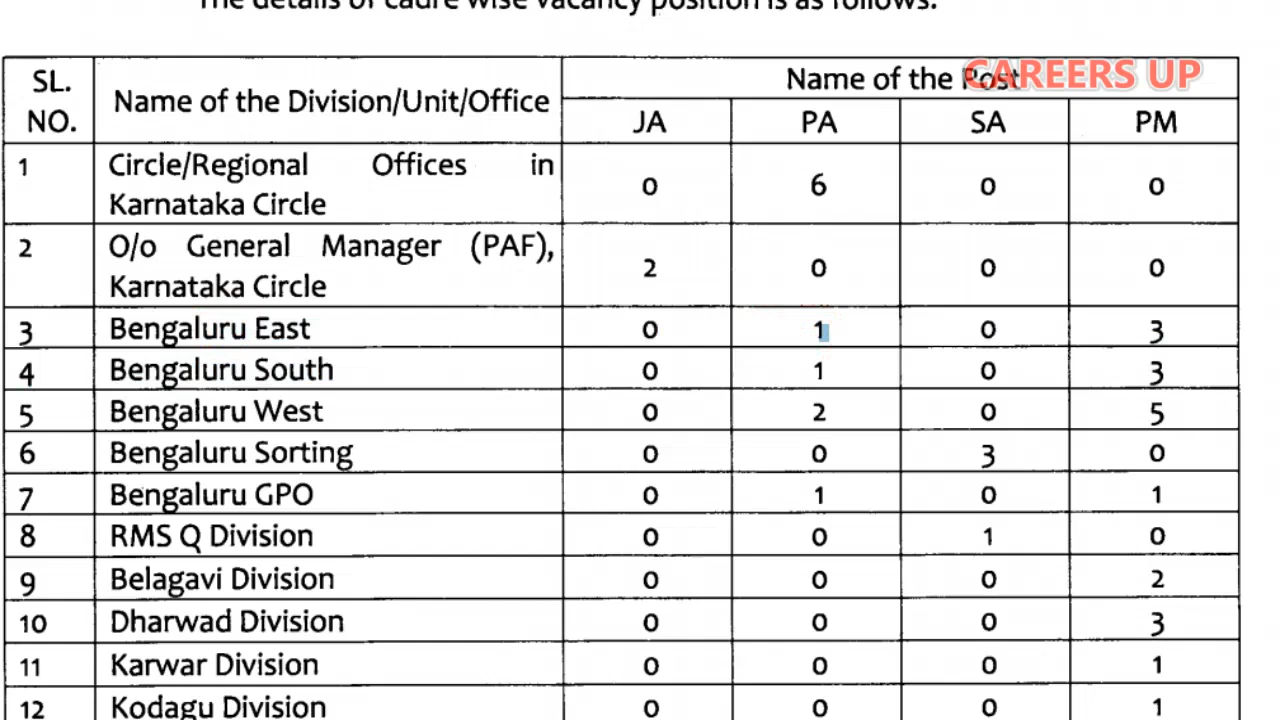 The details of cadre wise vacancy position is as follows:
CAREERS UP
SL. NO. Name of the Division/Unit/Office Name of the Post
JA PA SA PM
1 Circle/Regional Offices in
Karnataka Circle 0 6 0 0
2 O/o General Manager (PAF),
Karnataka Circle 2 0 0 0
3 Bengaluru East 0 1 0 3
4 Bengaluru South 0 1 0 3
5 Bengaluru West 0 2 0 5
6 Bengaluru Sorting 0 0 3 0
7 Bengaluru GPO 0 1 0 1
8 RMS Q Division 0 0 1 0
9 Belagavi Division 0 0 0 2
10 Dharwad Division 0 0 0 3
11 Karwar Division 0 0 0 1
12 Kodagu Division 0 0 0 1